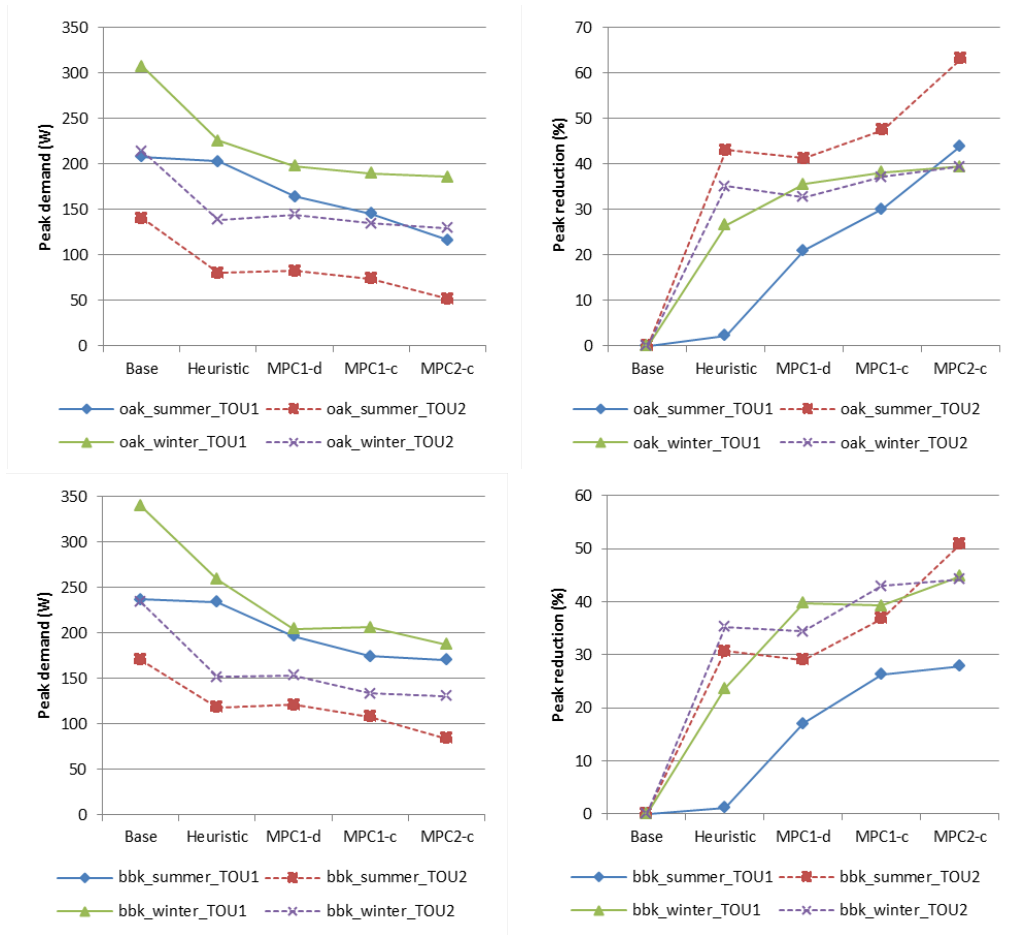 Peak demand (W)
350
300
250
200
150
100
50
0
Base Heuristic MPC1-d MPC1-c MPC2-c
oak_summer_TOU1 oak_summer_TOU2
oak_winter_TOU1 oak_winter_TOU2
Peak reduction (%)
70
60
50
40
30
20
10
0
Base Heuristic MPC1-d MPC1-c MPC2-c
oak_summer_TOU1 oak_summer_TOU2
oak_winter_TOU1 oak_winter_TOU2
Peak demand (W)
350
300
250
200
150
100
50
0
Base Heuristic MPC1-d MPC1-c MPC2-c
bbk_summer_TOU1 bbk_summer_TOU2
bbk_winter_TOU1 bbk_winter_TOU2
Peak reduction (%)
60
50
40
30
20
10
0
Base Heuristic MPC1-d MPC1-c MPC2-c
bbk_summer_TOU1 bbk_summer_TOU2
bbk_winter_TOU1 bbk_winter_TOU2